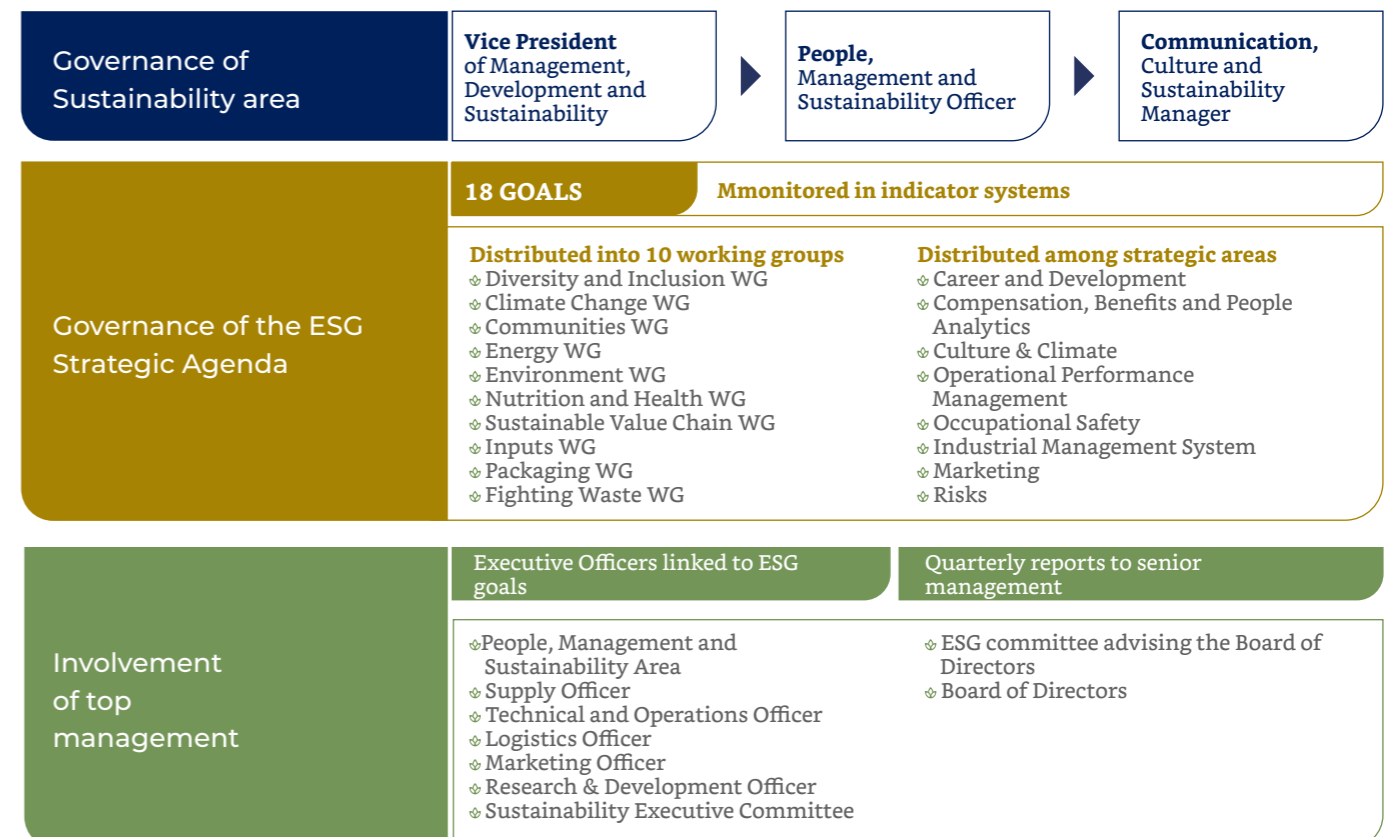 Governance of
Sustainability area
Vice President
of Management,
Development and
Sustainability
People,
Management and
Sustainability Officer
Communication,
Culture and
Sustainability
Manager
Governance of the ESG
Strategic Agenda
18 GOALS
Mmonitored in indicator systems
Distributed into 10 working groups
Diversity and Inclusion WG
Climate Change WG
Communities WG
Energy WG
Environment WG
Nutrition and Health WG
Sustainable Value Chain WG
Inputs WG
Packaging WG
Fighting Waste WG
Distributed among strategic areas
Career and Development
Compensation, Benefits and People
Analytics
Culture & Climate
Operational Performance
Management
Occupational Safety
Industrial Management System
Marketing
Risks
Involvement
of top
management
Executive Officers linked to ESG
goals
People, Management and
Sustainability Area
Supply Officer
Technical and Operations Officer
Logistics Officer
Marketing Officer
Research & Development Officer
Sustainability Executive Committee
Quarterly reports to senior
management
ESG committee advising the Board of
Directors
Board of Directors